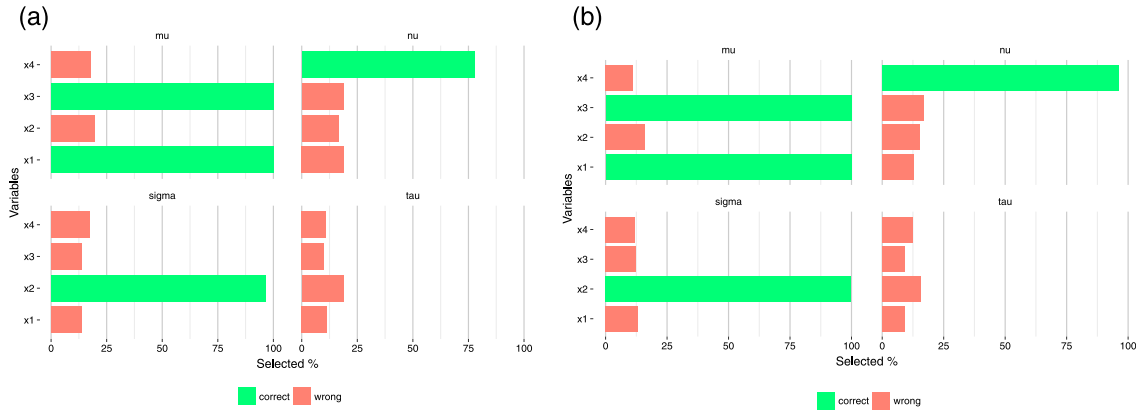 (a)
mu
nu
x4
x3
x2
x1
sigma
tau
x4
x3
x2
x1
Variables
0
25
50
75
100
0
25
50
75
100
Selected %
correct
wrong
(b)
mu
nu
x4
x3
x2
x1
sigma
tau
x4
x3
x2
x1
Variables
0
25
50
75
100
0
25
50
75
100
Selected %
correct
wrong